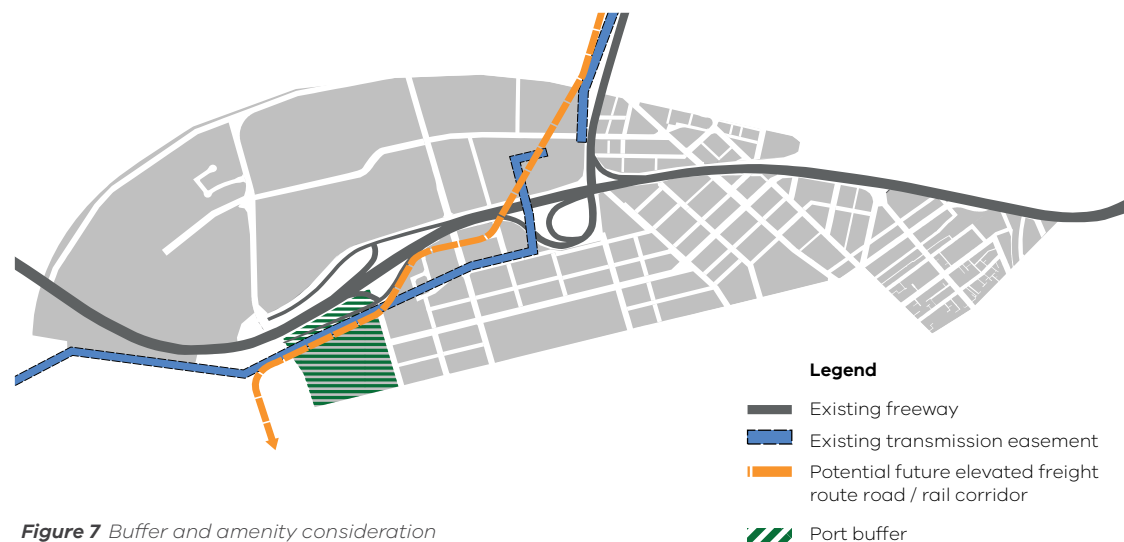 Legend
Existing freeway
Existing transmission easement
Potential future elevated freight
route road / rail corridor
Port buffer
Figure 7 Buffer and amenity consideration